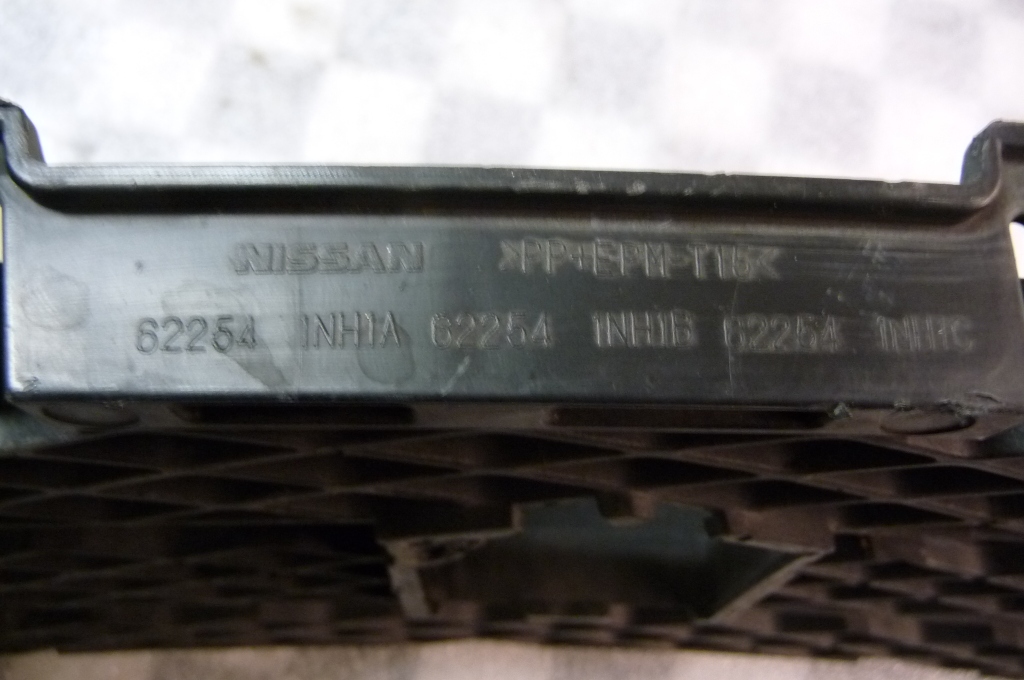 NISSAN >PP+EPM-T15<
62254 1NH1A 62254 1NH1B 62254 1NH1C